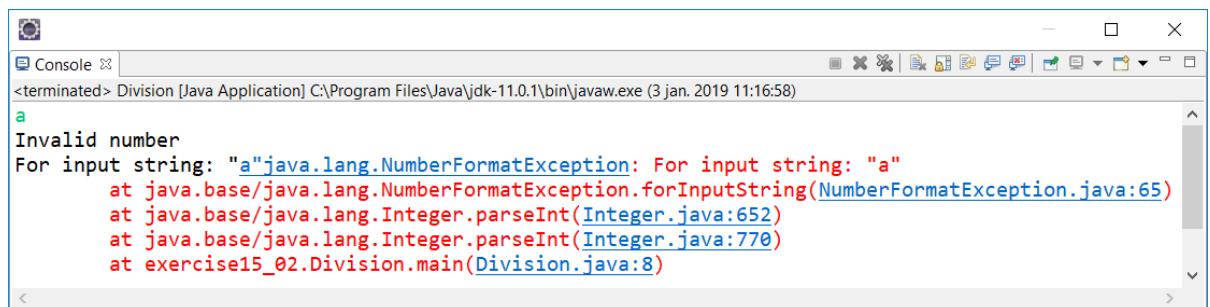 Console
<terminated> Division [Java Application] C:\Program Files\Java\jdk-11.0.1\bin\javaw.exe (3 jan. 2019 11:16:58)
a
Invalid number
For input string: "a"java.lang.NumberFormatException: For input string: "a"
        at java.base/java.lang.NumberFormatException.forInputString(NumberFormatException.java:65)
        at java.base/java.lang.Integer.parseInt(Integer.java:652)
        at java.base/java.lang.Integer.parseInt(Integer.java:770)
        at exercise15_02.Division.main(Division.java:8)